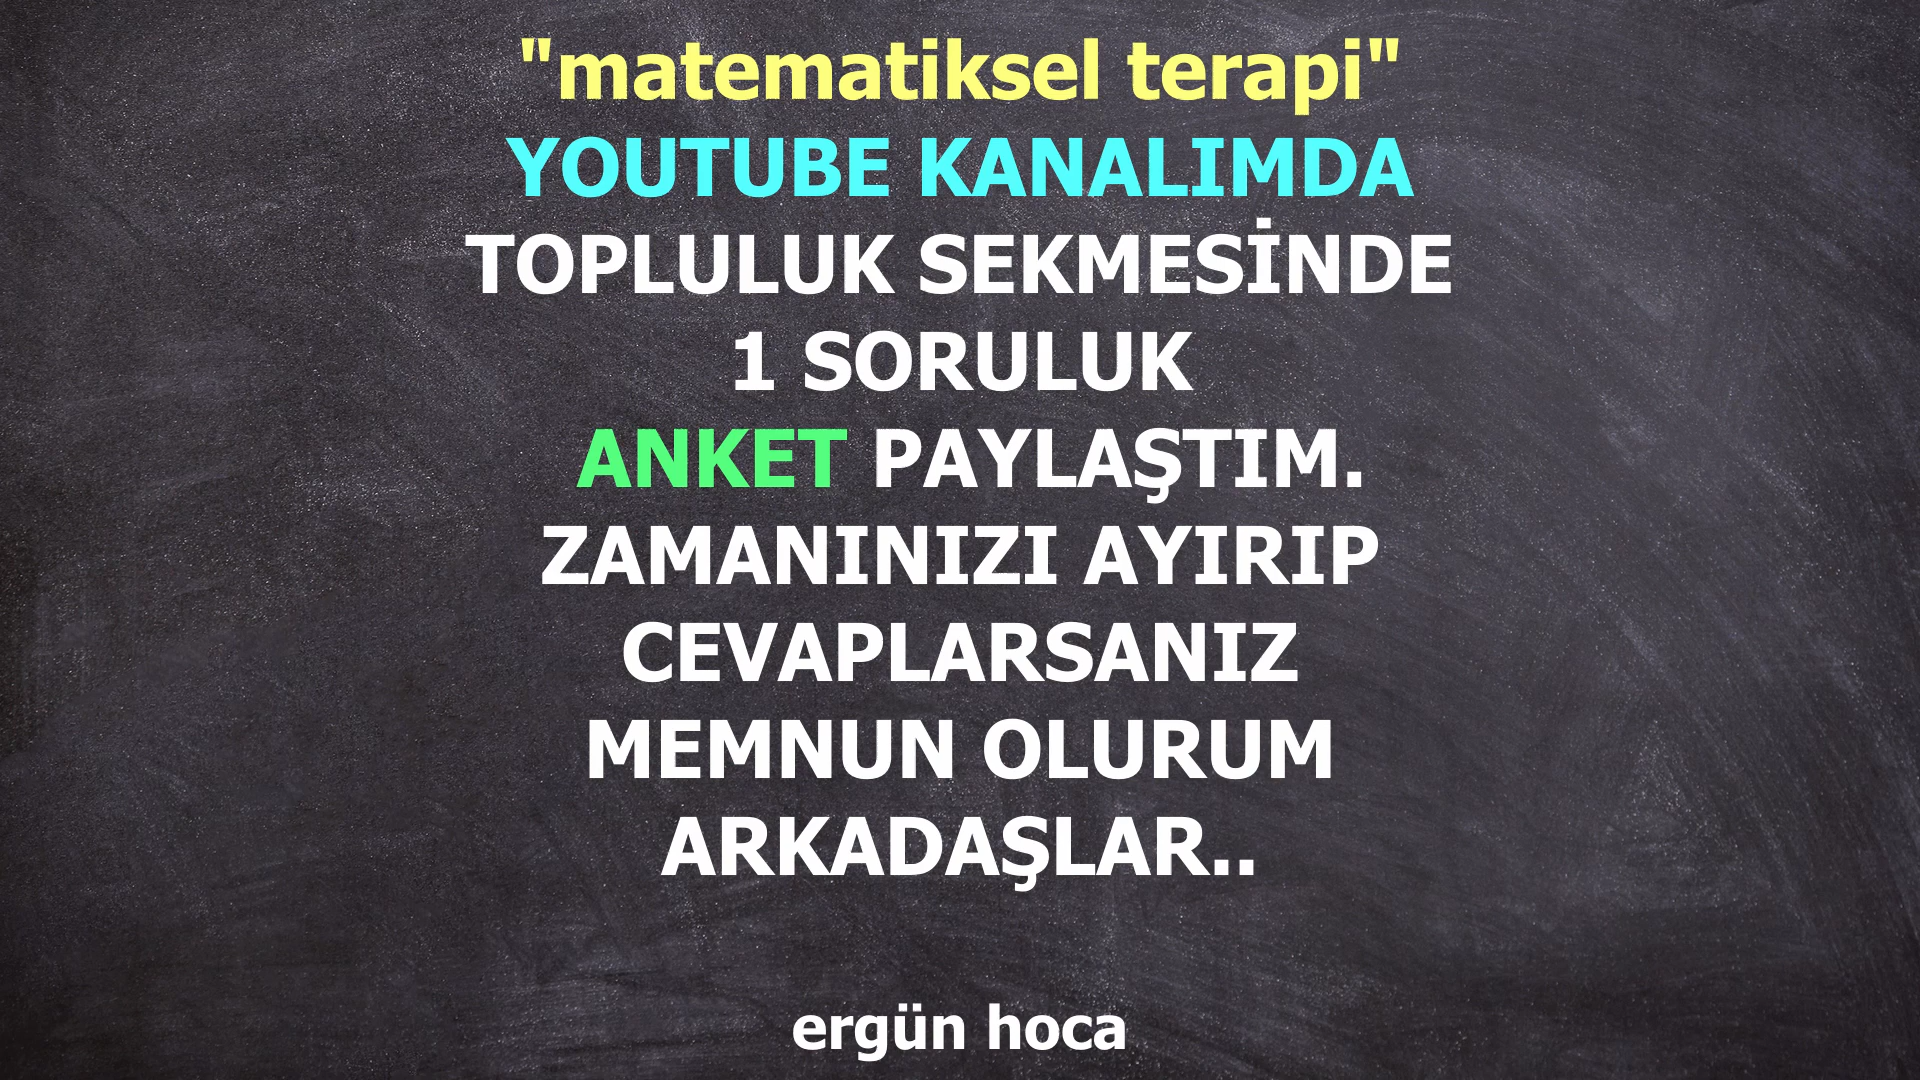 "matematiksel terapi"
YOUTUBE KANALIMDA
TOPLULUK SEKMESİNDE
1 SORULUK
ANKET PAYLAŞTIM.
ZAMANINIZI AYIRIP
CEVAPLARSANIZ
MEMNUN OLURUM
ARKADAŞLAR..
ergün hoca